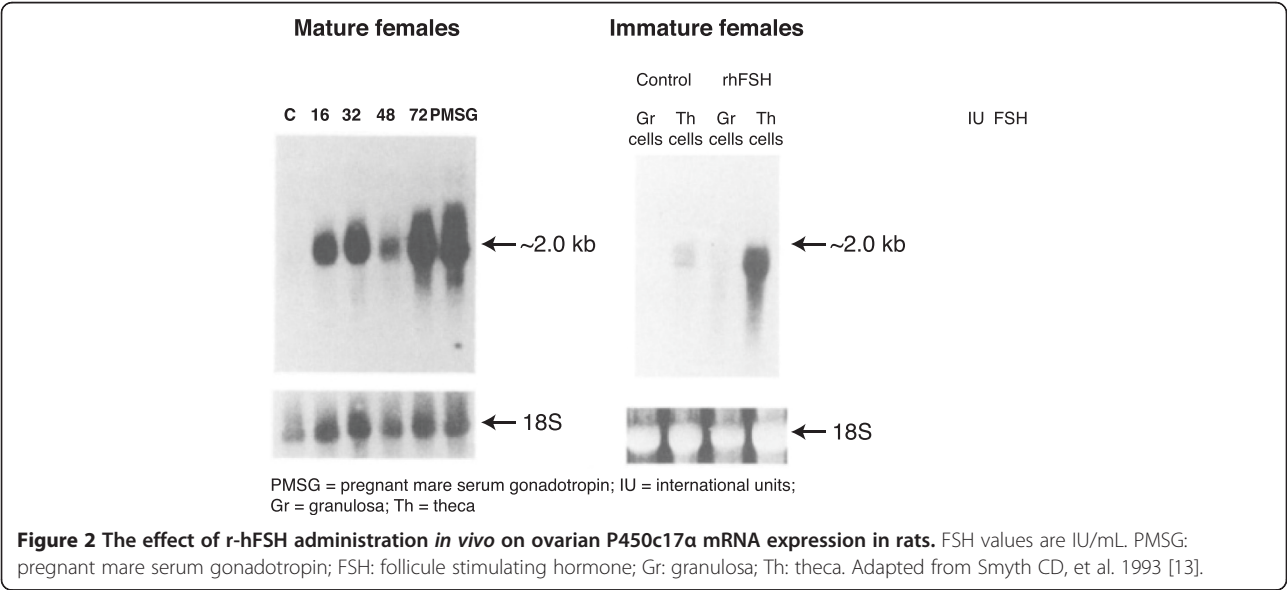 Mature females
Immature females
Control rhFSH
C 16 32 48 72 PMSG
Gr Th Gr Th
cells cells cells cells
IU FSH
~2.0 kb
~2.0 kb
18S
18S
PMSG = pregnant mare serum gonadotropin; IU = international units;
Gr = granulosa; Th = theca
Figure 2 The effect of r-hFSH administration in vivo on ovarian P450c17α mRNA expression in rats. FSH values are IU/mL. PMSG:
pregnant mare serum gonadotropin; FSH: follicule stimulating hormone; Gr: granulosa; Th: theca. Adapted from Smyth CD, et al. 1993 [13].